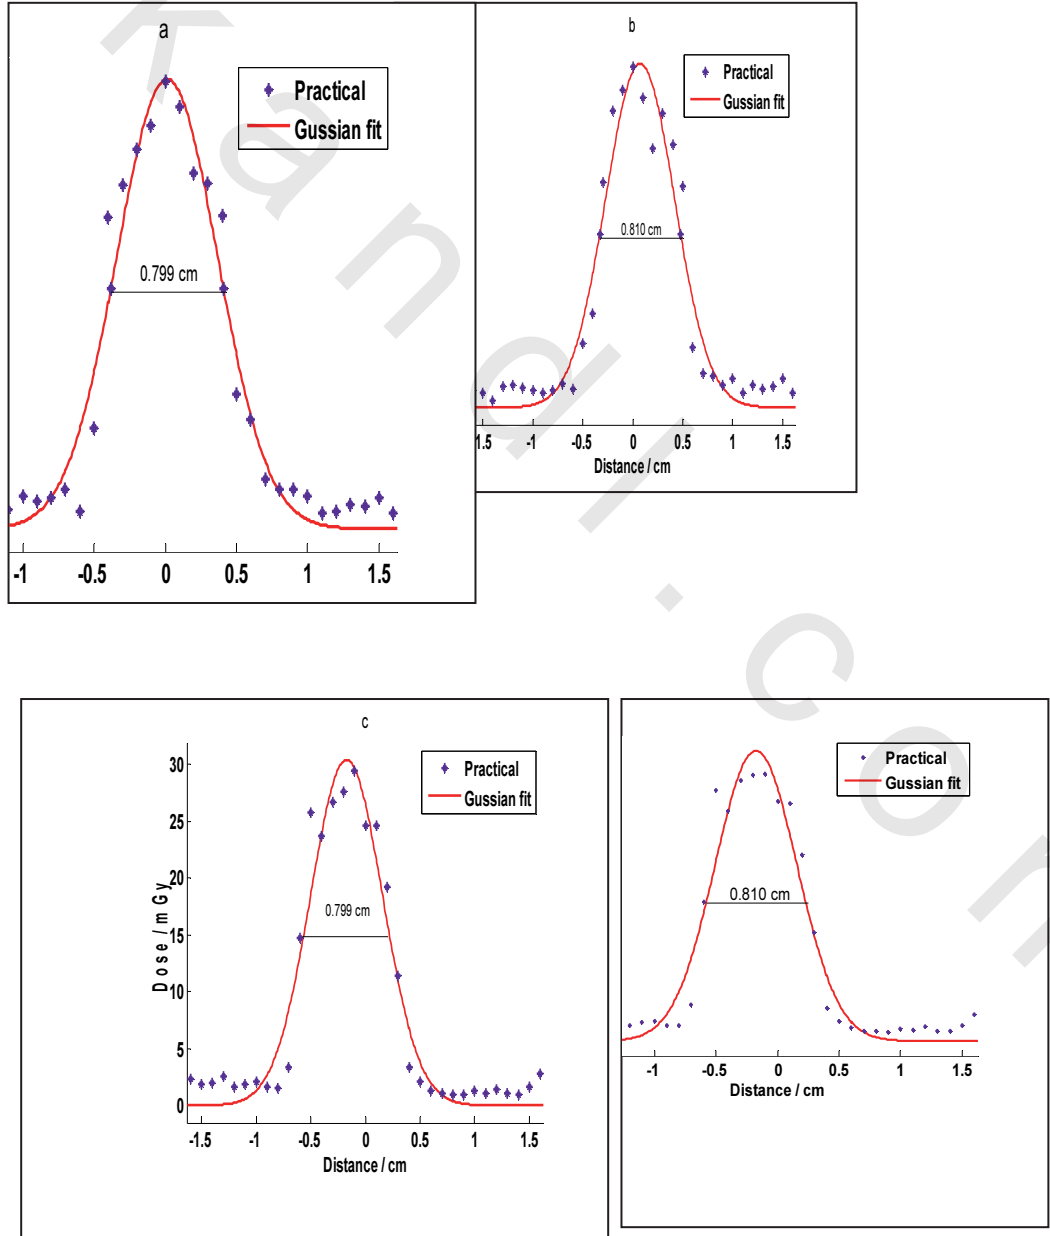 a
Practical
Gussian fit
0.799 cm
-1 -0.5 0 0.5 1 1.5
b
Practical
Gussian fit
0.810 cm
1.5 -1 -0.5 0 0.5 1 1.5
Distance / cm
c
Practical
Gussian fit
30
25
20
15
10
5
0
Dose / mGy
0.799 cm
-1.5 -1 -0.5 0 0.5 1 1.5
Distance / cm
Practical
Gussian fit
0.810 cm
-1 -0.5 0 0.5 1 1.5
Distance / cm
kandl.com